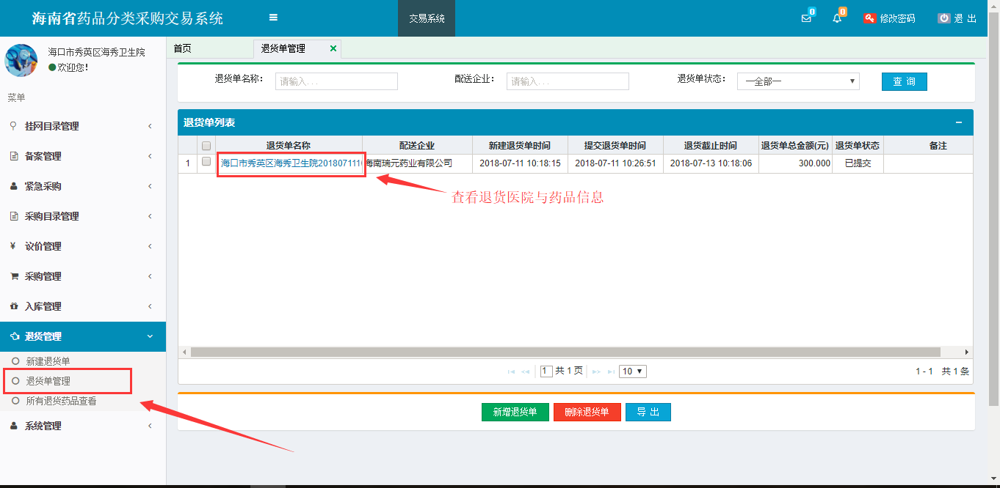 海南省药品分类采购交易系统
交易系统
0
0
修改密码
退 出
海口市秀英区海秀卫生院
欢迎您!
菜单
挂网目录管理
备案管理
紧急采购
采购目录管理
议价管理
采购管理
入库管理
退货管理
新建退货单
退货单管理
所有退货药品查看
系统管理
首页
退货单管理
退货单名称:
请输入...
配送企业:
请输入...
退货单状态:
—全部—
查 询
退货单列表
退货单名称 配送企业 新建退货单时间 提交退货单时间 退货截止时间 退货单总金额(元) 退货单状态 备注
1 海口市秀英区海秀卫生院201807111 海南瑞元药业有限公司 2018-07-11 10:18:15 2018-07-11 10:26:51 2018-07-13 10:18:06 300.000 已提交
查看退货医院与药品信息
1 共 1 页 10
1 - 1 共 1 条
新增退货单
删除退货单
导 出